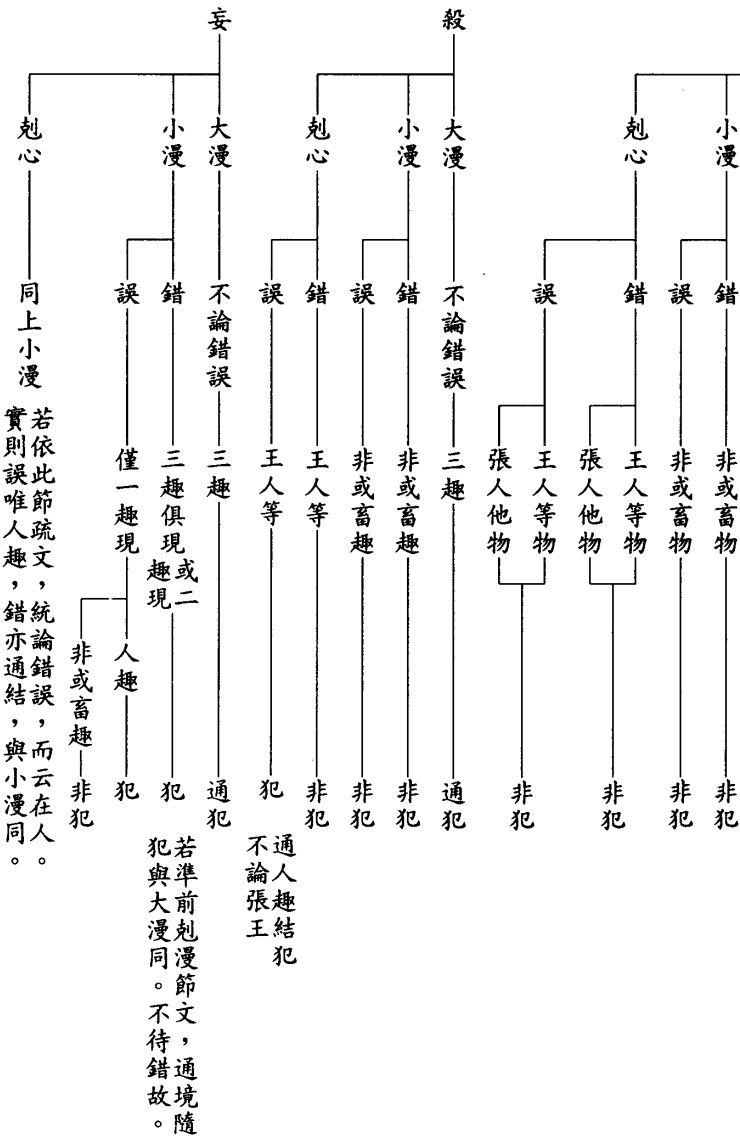 小漫
錯
非或畜物
非犯
誤
非或畜物
非犯
剋心
錯
王人等物
張人他物
非犯
誤
王人等物
張人他物
非犯
殺
大漫
不論錯誤
三趣
通犯
小漫
錯
非或畜趣
非犯
誤
非或畜趣
非犯
剋心
錯
王人等
非犯
誤
王人等
犯
通人趣結犯
不論張王
妄
大漫
不論錯誤
三趣
通犯
小漫
錯
三趣俱現
或二
趣現
犯
若準前剋漫節文，通境隨
犯與大漫同。不待錯故。
誤
僅一趣現
人趣
犯
非或畜趣
非犯
剋心
同上小漫
若依此節疏文，統論錯誤，而云在人。
實則誤唯人趣，錯亦通結，與小漫同。